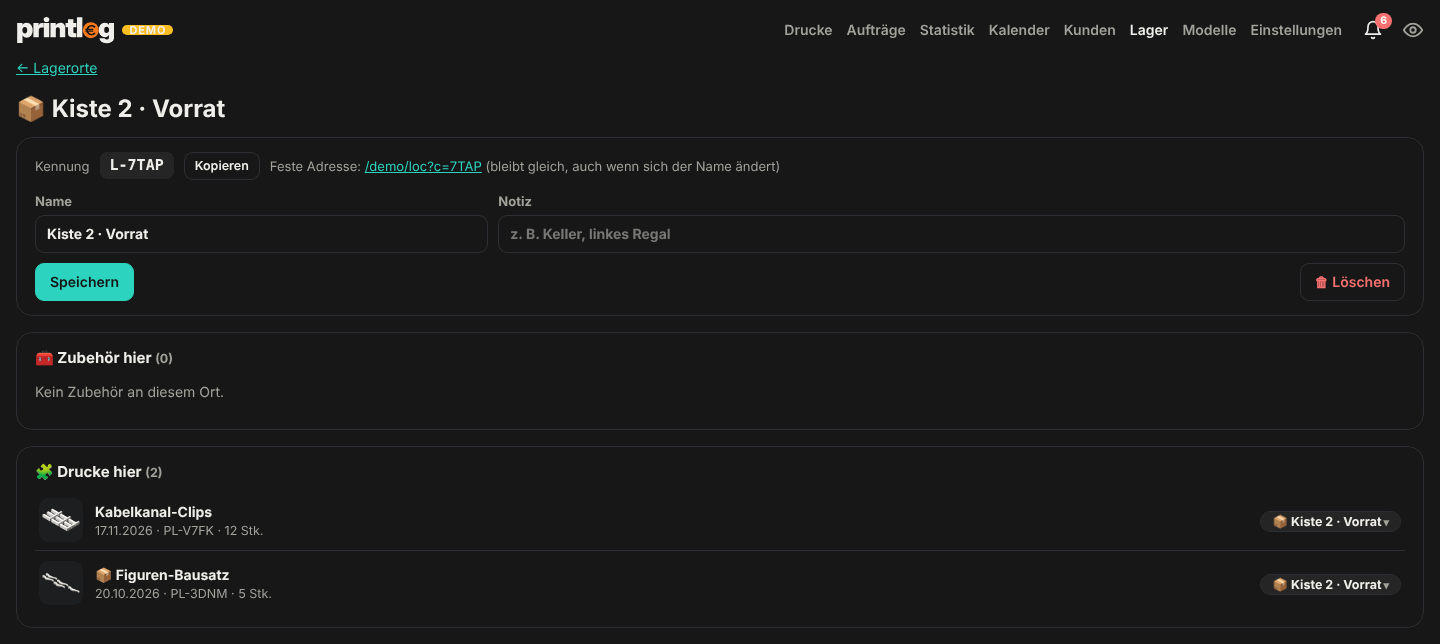 printlog DEMO
Drucke Aufträge Statistik Kalender Kunden Lager Modelle Einstellungen 6
← Lagerorte
📦 Kiste 2 · Vorrat
Kennung L-7TAP Kopieren Feste Adresse: /demo/loc?c=7TAP (bleibt gleich, auch wenn sich der Name ändert)
Name Notiz
Kiste 2 · Vorrat z. B. Keller, linkes Regal
Speichern 🗑 Löschen
🧰 Zubehör hier (0)
Kein Zubehör an diesem Ort.
🧩 Drucke hier (2)
Kabelkanal-Clips
17.11.2026 · PL-V7FK · 12 Stk.
📦 Kiste 2 · Vorrat ▾
📦 Figuren-Bausatz
20.10.2026 · PL-3DNM · 5 Stk.
📦 Kiste 2 · Vorrat ▾